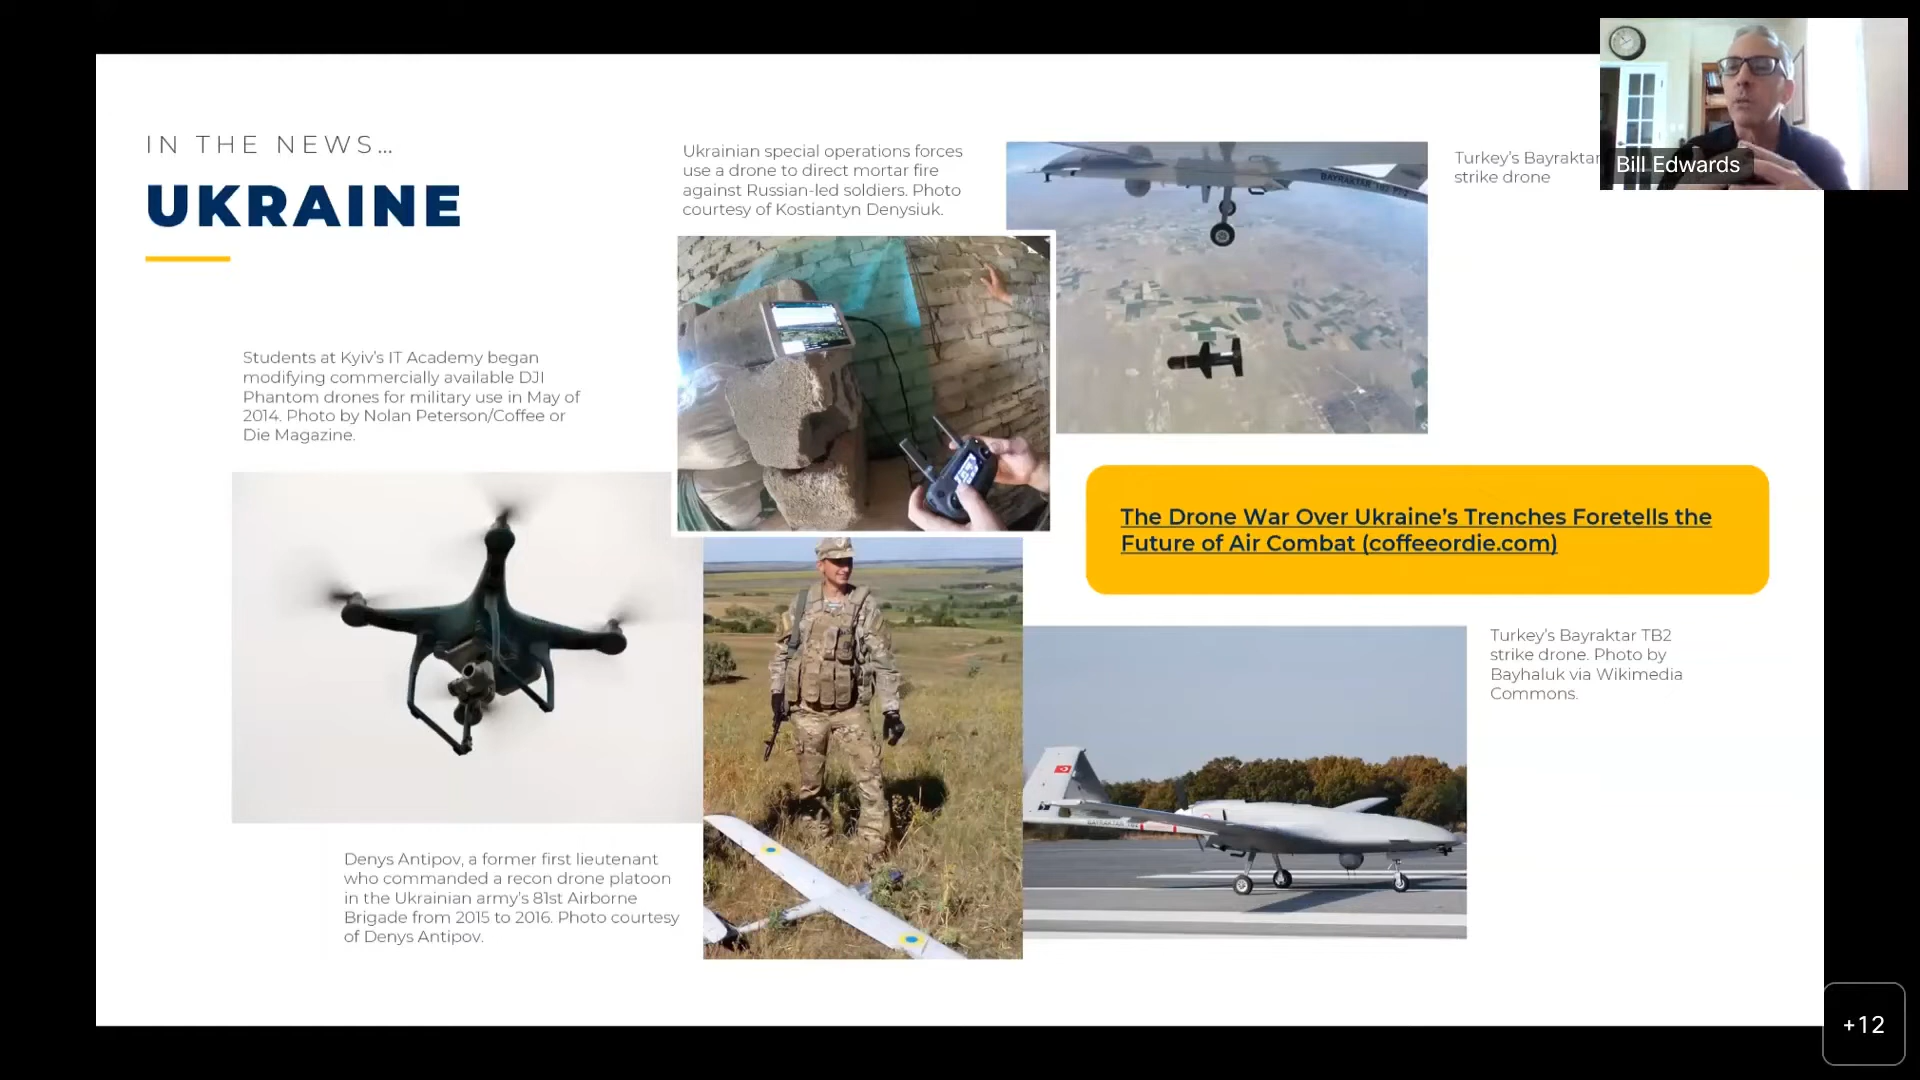 IN THE NEWS…
UKRAINE
Students at Kyiv's IT Academy began
modifying commercially available DJI
Phantom drones for military use in May of
2014. Photo by Nolan Peterson/Coffee or
Die Magazine.
Ukrainian special operations forces
use a drone to direct mortar fire
against Russian-led soldiers. Photo
courtesy of Kostiantyn Denysiuk.
BAYRAKTAR TB2
Turkey's Bayraktar
strike drone
Bill Edwards
The Drone War Over Ukraine's Trenches Foretells the
Future of Air Combat (coffeeordie.com)
Turkey's Bayraktar TB2
strike drone. Photo by
Bayhaluk via Wikimedia
Commons.
BAYRAKTAR TB2
Denys Antipov, a former first lieutenant
who commanded a recon drone platoon
in the Ukrainian army's 81st Airborne
Brigade from 2015 to 2016. Photo courtesy
of Denys Antipov.
+12